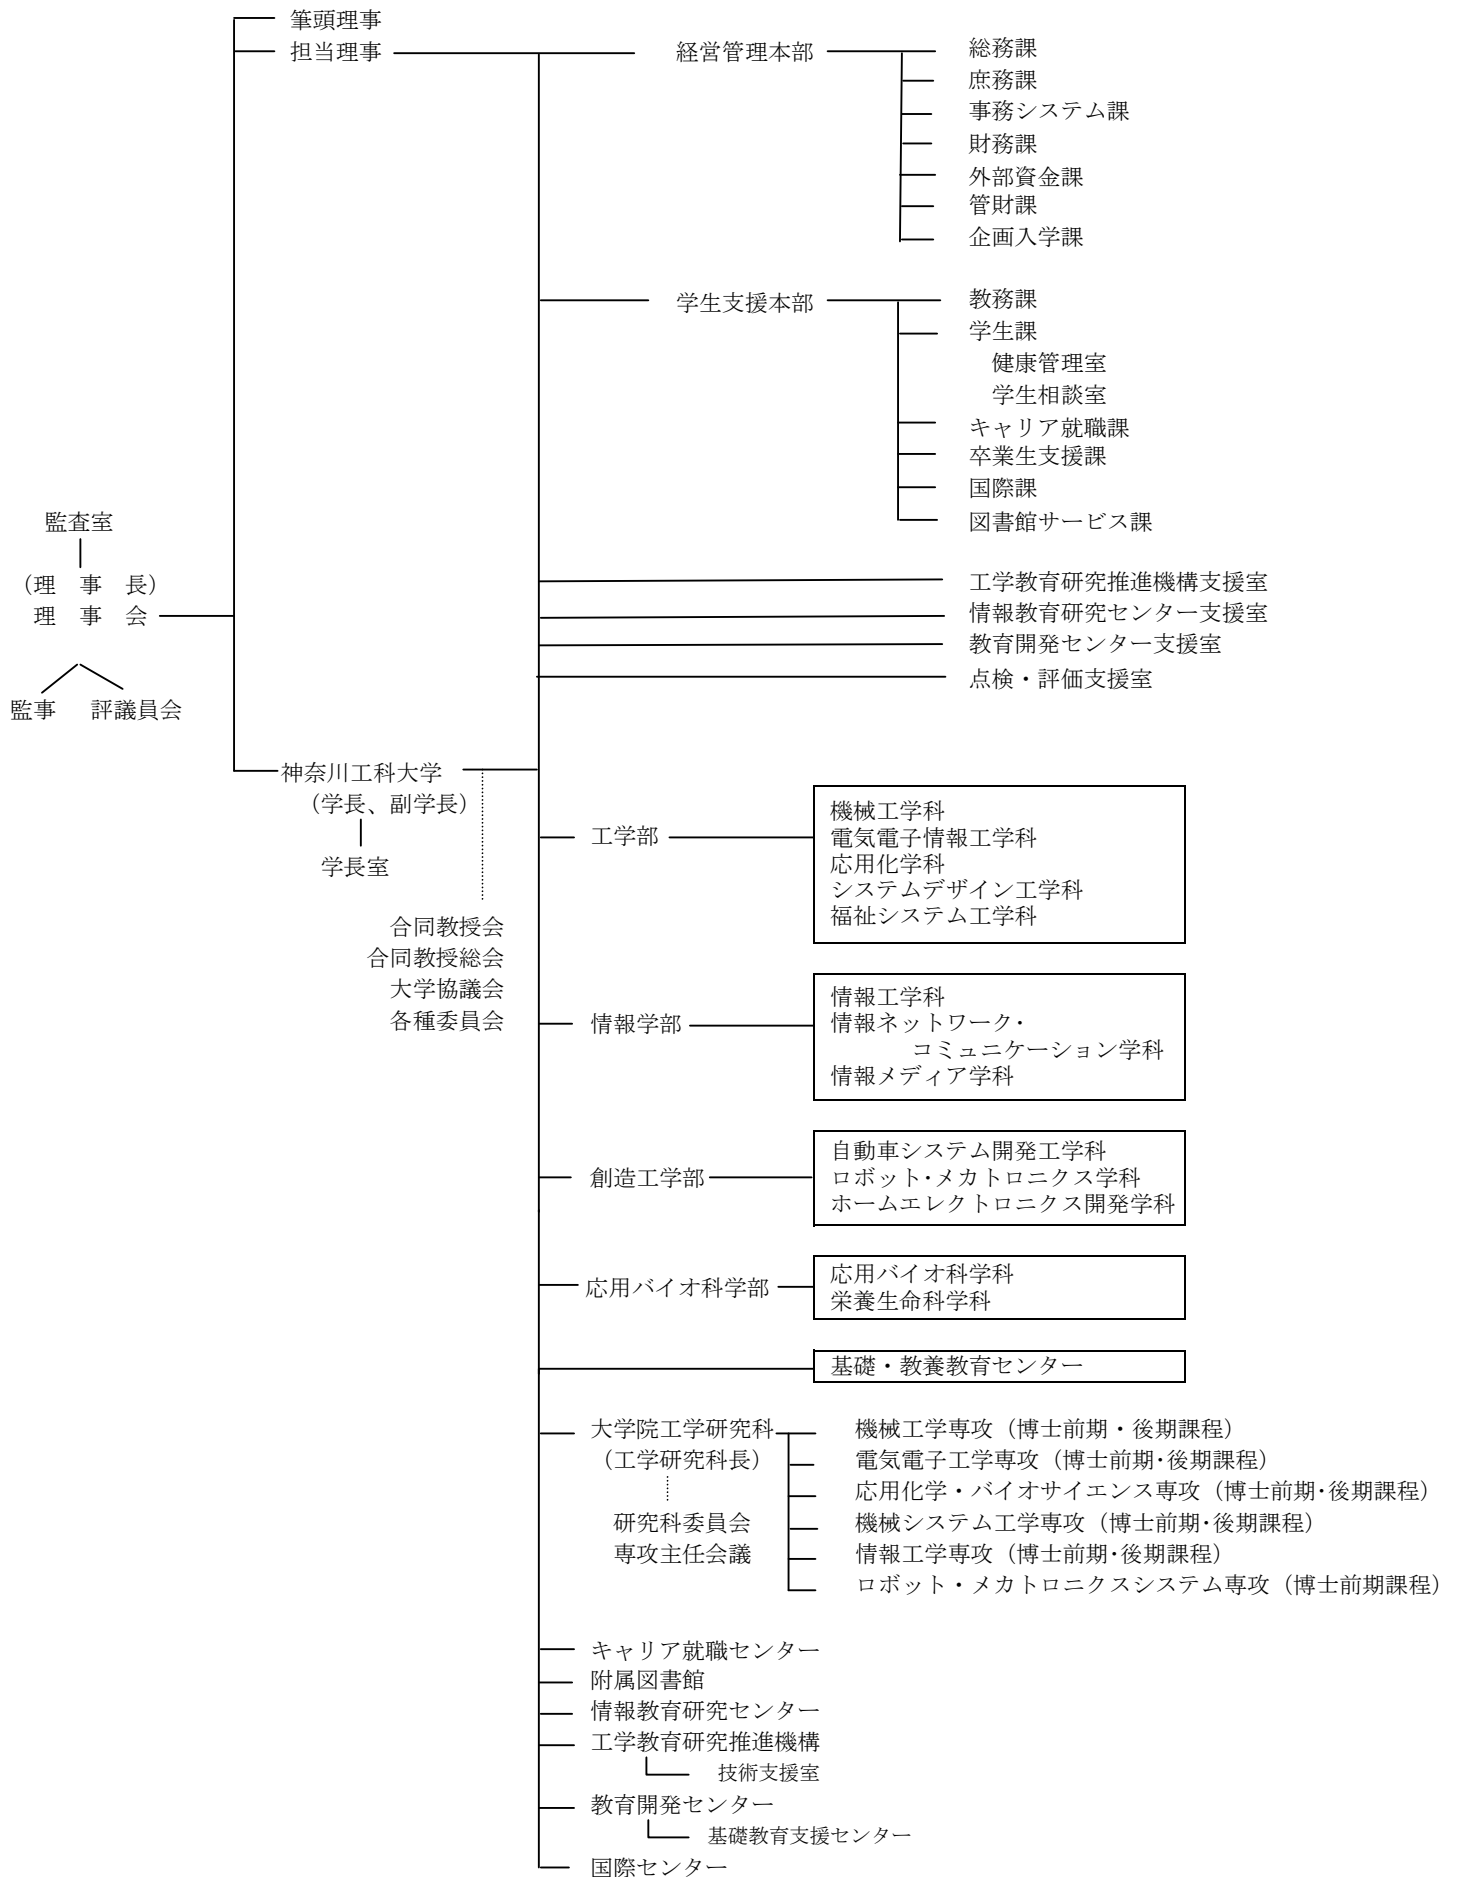 筆頭理事
担当理事
経営管理本部
総務課
庶務課
事務システム課
財務課
外部資金課
管財課
企画入学課
学生支援本部
教務課
学生課
健康管理室
学生相談室
キャリア就職課
卒業生支援課
国際課
図書館サービス課
監査室
（理　事　長）
理　事　会
監事
評議員会
工学教育研究推進機構支援室
情報教育研究センター支援室
教育開発センター支援室
点検・評価支援室
神奈川工科大学
（学長、副学長）
学長室
合同教授会
合同教授総会
大学協議会
各種委員会
工学部
機械工学科
電気電子情報工学科
応用化学科
システムデザイン工学科
福祉システム工学科
情報学部
情報工学科
情報ネットワーク・
コミュニケーション学科
情報メディア学科
創造工学部
自動車システム開発工学科
ロボット・メカトロニクス学科
ホームエレクトロニクス開発学科
応用バイオ科学部
応用バイオ科学科
栄養生命科学科
基礎・教養教育センター
大学院工学研究科
（工学研究科長）
研究科委員会
専攻主任会議
機械工学専攻（博士前期・後期課程）
電気電子工学専攻（博士前期・後期課程）
応用化学・バイオサイエンス専攻（博士前期・後期課程）
機械システム工学専攻（博士前期・後期課程）
情報工学専攻（博士前期・後期課程）
ロボット・メカトロニクスシステム専攻（博士前期課程）
キャリア就職センター
附属図書館
情報教育研究センター
工学教育研究推進機構
技術支援室
教育開発センター
基礎教育支援センター
国際センター